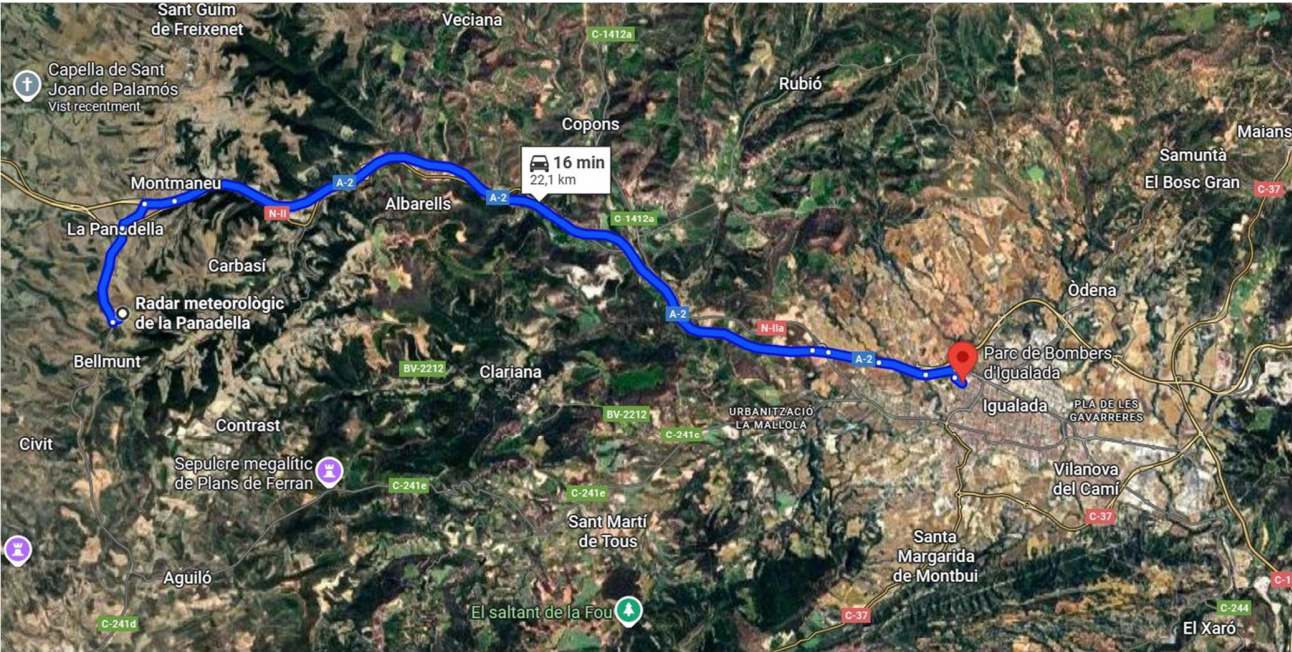 Sant Guim
de Freixenet
Veciana
C-1412a
Capella de Sant
Joan de Palamós
Vist recentment
Rubió
Copons
Maians
16 min
22,1 km
Samuntà
El Bosc Gran
C-37
Montmaneu
A-2
A-2
Albarells
N-II
C-1412a
La Panadella
Carbasí
Òdena
Radar meteorològic
de la Panadella
A-2
N-IIa
Bellmunt
A-2
Parc de Bombers
d'Igualada
BV-2212
Clariana
Igualada
PLA DE LES
GAVARRERES
BV-2212
URBANITZACIÓ
LA MALLOLA
C-241c
Contrast
Civit
Sepulcre megalític
de Plans de Ferran
C-241e
C-241e
Vilanova
del Camí
C-37
Sant Martí
de Tous
Santa
Margarida
de Montbui
Aguiló
C-1
El saltant de la Fou
C-37
C-244
C-241d
El Xaró